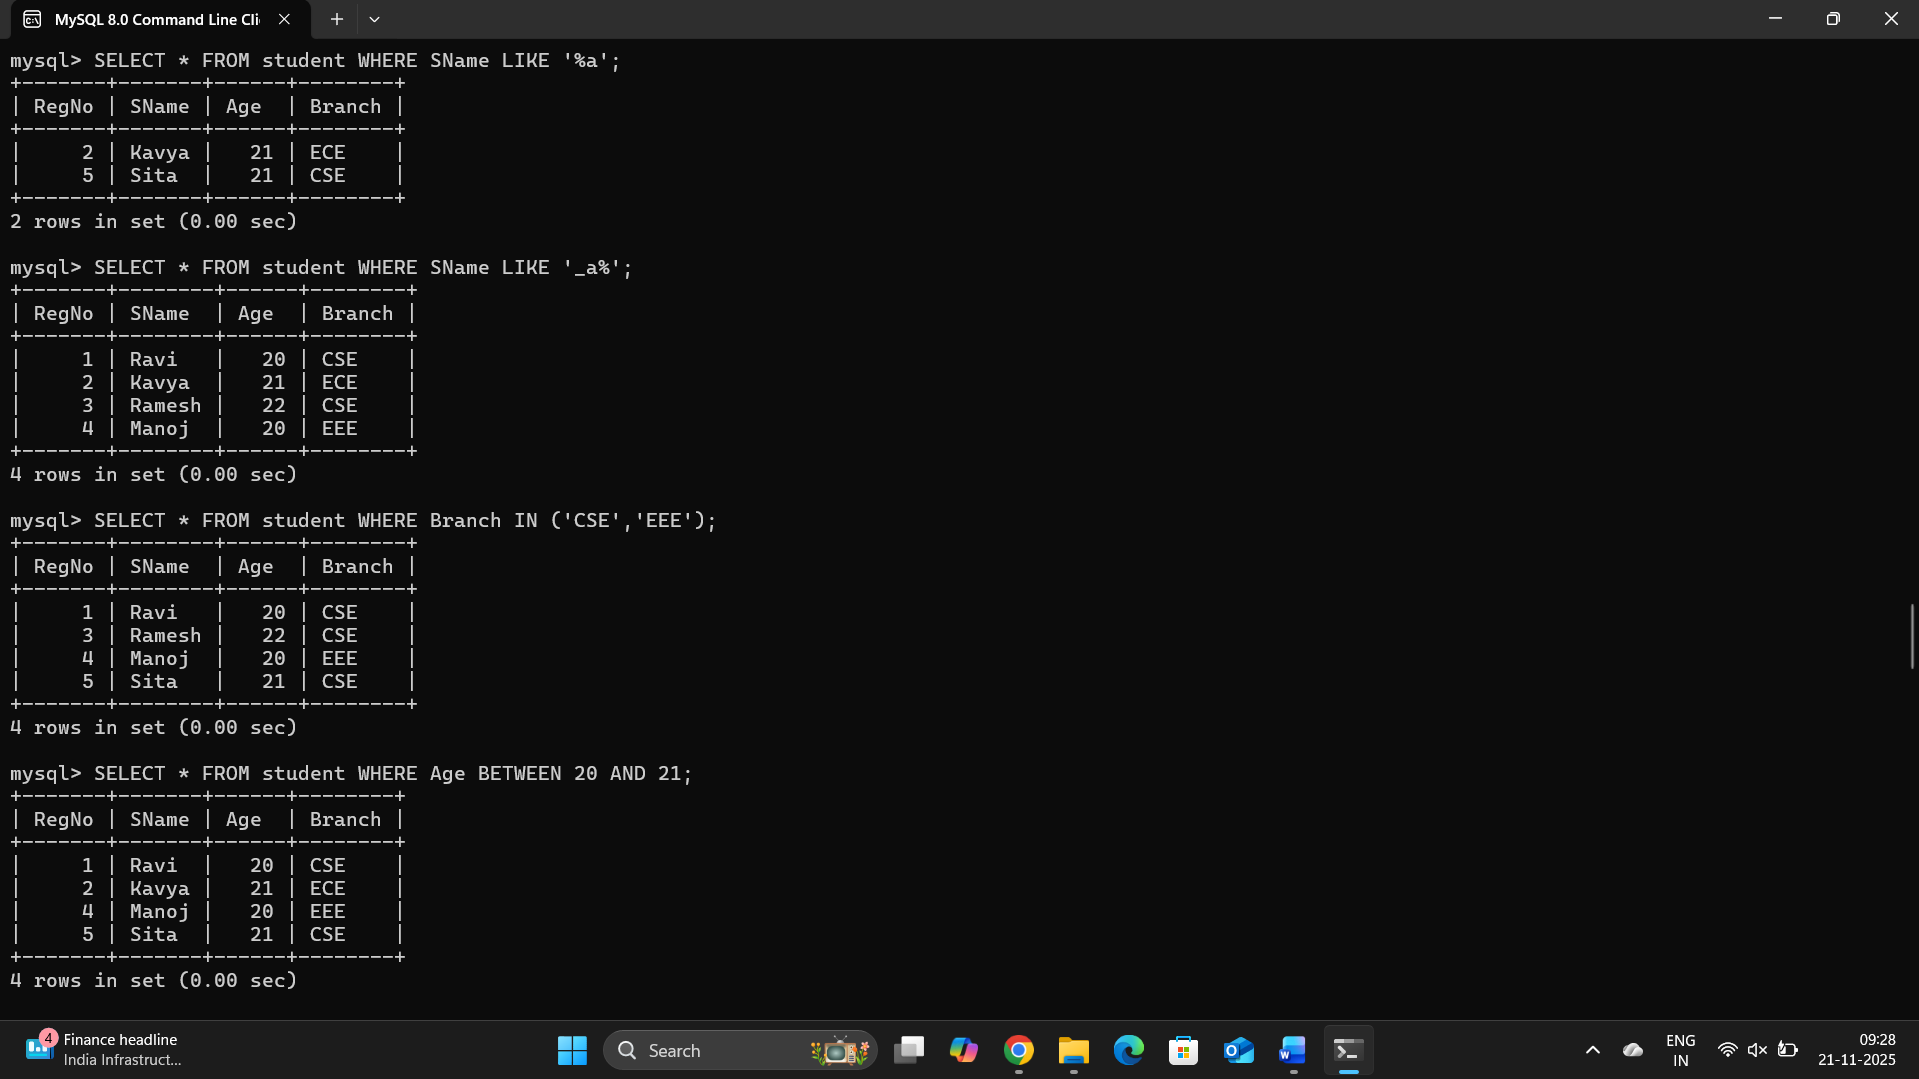 MySQL 8.0 Command Line Cli
mysql> SELECT * FROM student WHERE SName LIKE '%a';
+-------+-------+------+--------+
| RegNo | SName | Age  | Branch |
+-------+-------+------+--------+
|     2 | Kavya |   21 | ECE    |
|     5 | Sita  |   21 | CSE    |
+-------+-------+------+--------+
2 rows in set (0.00 sec)
mysql> SELECT * FROM student WHERE SName LIKE '_a%';
+-------+--------+------+--------+
| RegNo | SName  | Age  | Branch |
+-------+--------+------+--------+
|     1 | Ravi   |   20 | CSE    |
|     2 | Kavya  |   21 | ECE    |
|     3 | Ramesh |   22 | CSE    |
|     4 | Manoj  |   20 | EEE    |
+-------+--------+------+--------+
4 rows in set (0.00 sec)
mysql> SELECT * FROM student WHERE Branch IN ('CSE','EEE');
+-------+--------+------+--------+
| RegNo | SName  | Age  | Branch |
+-------+--------+------+--------+
|     1 | Ravi   |   20 | CSE    |
|     3 | Ramesh |   22 | CSE    |
|     4 | Manoj  |   20 | EEE    |
|     5 | Sita   |   21 | CSE    |
+-------+--------+------+--------+
4 rows in set (0.00 sec)
mysql> SELECT * FROM student WHERE Age BETWEEN 20 AND 21;
+-------+-------+------+--------+
| RegNo | SName | Age  | Branch |
+-------+-------+------+--------+
|     1 | Ravi  |   20 | CSE    |
|     2 | Kavya |   21 | ECE    |
|     4 | Manoj |   20 | EEE    |
|     5 | Sita  |   21 | CSE    |
+-------+-------+------+--------+
4 rows in set (0.00 sec)
4
Finance headline
India Infrastruct...
Search
ENG
IN
09:28
21-11-2025